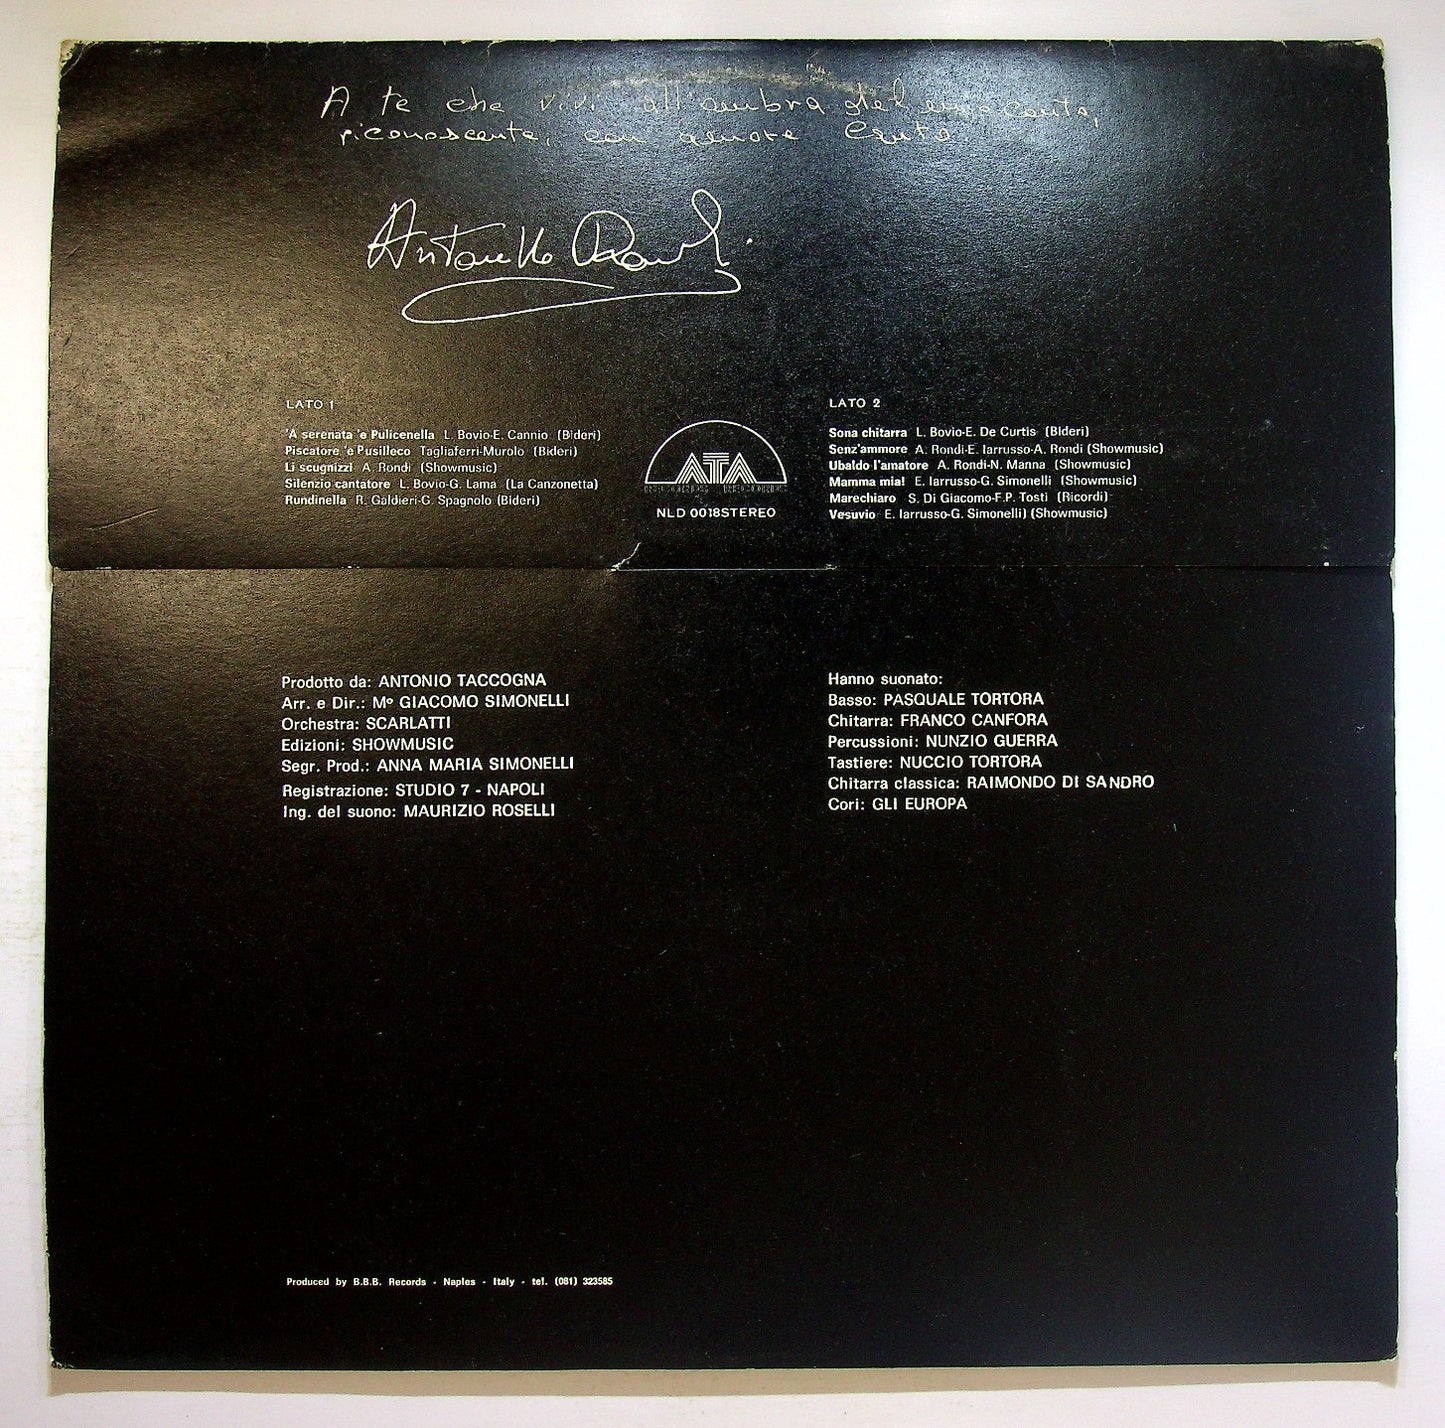 A te che vivi all'ombra del mio canto,
riconoscente, con amore
Antonello Rondi
LATO 1
'A serenata 'e Pulicenella L. Bovio-E. Cannio (Bideri)
Piscatore 'e Pusilleco Tagliaferri-Murolo (Bideri)
Li scugnizzi A. Rondi (Showmusic)
Silenzio cantatore L. Bovio-G. Lama (La Canzonetta)
Rundinella R. Galdieri-G. Spagnolo (Bideri)
ATA
RECORDS RECORDS
NLD 0018STEREO
LATO 2
Sona chitarra L. Bovio-E. De Curtis (Bideri)
Senz'ammore A. Rondi-E. Iarrusso-A. Rondi (Showmusic)
Ubaldo l'amatore A. Rondi-N. Manna (Showmusic)
Mamma mia! E. Iarrusso-G. Simonelli (Showmusic)
Marechiaro S. Di Giacomo-F.P. Tosti (Ricordi)
Vesuvio E. Iarrusso-G. Simonelli) (Showmusic)
Prodotto da: ANTONIO TACCOGNA
Arr. e Dir.: Mº GIACOMO SIMONELLI
Orchestra: SCARLATTI
Edizioni: SHOWMUSIC
Segr. Prod.: ANNA MARIA SIMONELLI
Registrazione: STUDIO 7 - NAPOLI
Ing. del suono: MAURIZIO ROSELLI
Hanno suonato:
Basso: PASQUALE TORTORA
Chitarra: FRANCO CANFORA
Percussioni: NUNZIO GUERRA
Tastiere: NUCCIO TORTORA
Chitarra classica: RAIMONDO DI SANDRO
Cori: GLI EUROPA
Produced by B.B.B. Records - Naples - Italy - tel. (081) 323585